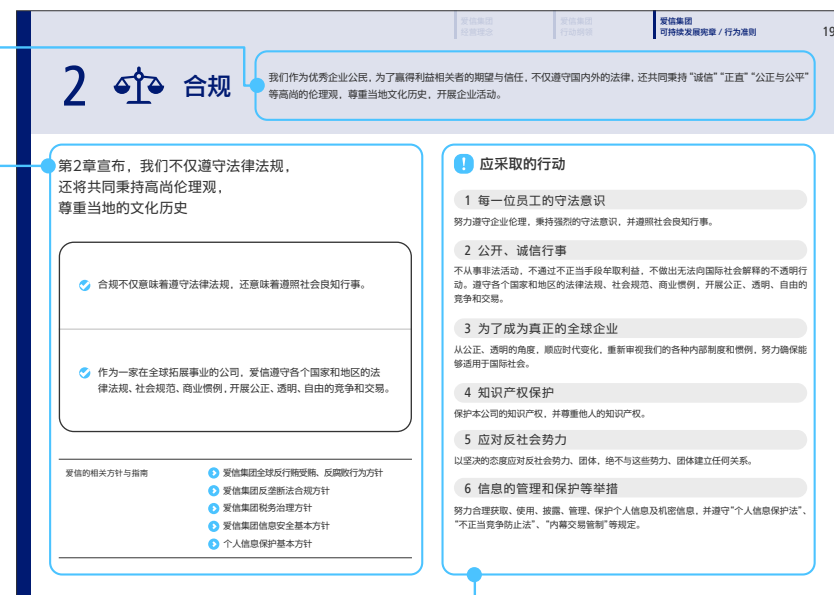 爱信集团
经营理念
爱信集团
行动纲领
爱信集团
可持续发展宪章 / 行为准则
19
2 合规
我们作为优秀企业公民，为了赢得利益相关者的期望与信任，不仅遵守国内外的法律，还共同秉持“诚信”“正直”“公正与公平”
等高尚的伦理观，尊重当地文化历史，开展企业活动。
第2章宣布，我们不仅遵守法律法规，
还将共同秉持高尚伦理观，
尊重当地的文化历史
合规不仅意味着遵守法律法规，还意味着遵照社会良知行事。
作为一家在全球拓展事业的公司，爱信遵守各个国家和地区的法
律法规、社会规范、商业惯例，开展公正、透明、自由的竞争和交易。
爱信的相关方针与指南
爱信集团全球反行贿受贿、反腐败行为方针
爱信集团反垄断法合规方针
爱信集团税务治理方针
爱信集团信息安全基本方针
个人信息保护基本方针
! 应采取的行动
1 每一位员工的守法意识
努力遵守企业伦理，秉持强烈的守法意识，并遵照社会良知行事。
2 公开、诚信行事
不从事非法活动，不通过不正当手段牟取利益，不做出无法向国际社会解释的不透明行
动。遵守各个国家和地区的法律法规、社会规范、商业惯例，开展公正、透明、自由的
竞争和交易。
3 为了成为真正的全球企业
从公正、透明的角度，顺应时代变化，重新审视我们的各种内部制度和惯例，努力确保能
够适用于国际社会。
4 知识产权保护
保护本公司的知识产权，并尊重他人的知识产权。
5 应对反社会势力
以坚决的态度应对反社会势力、团体，绝不与这些势力、团体建立任何关系。
6 信息的管理和保护等举措
努力合理获取、使用、披露、管理、保护个人信息及机密信息，并遵守“个人信息保护法”、
“不正当竞争防止法”、“内幕交易管制”等规定。